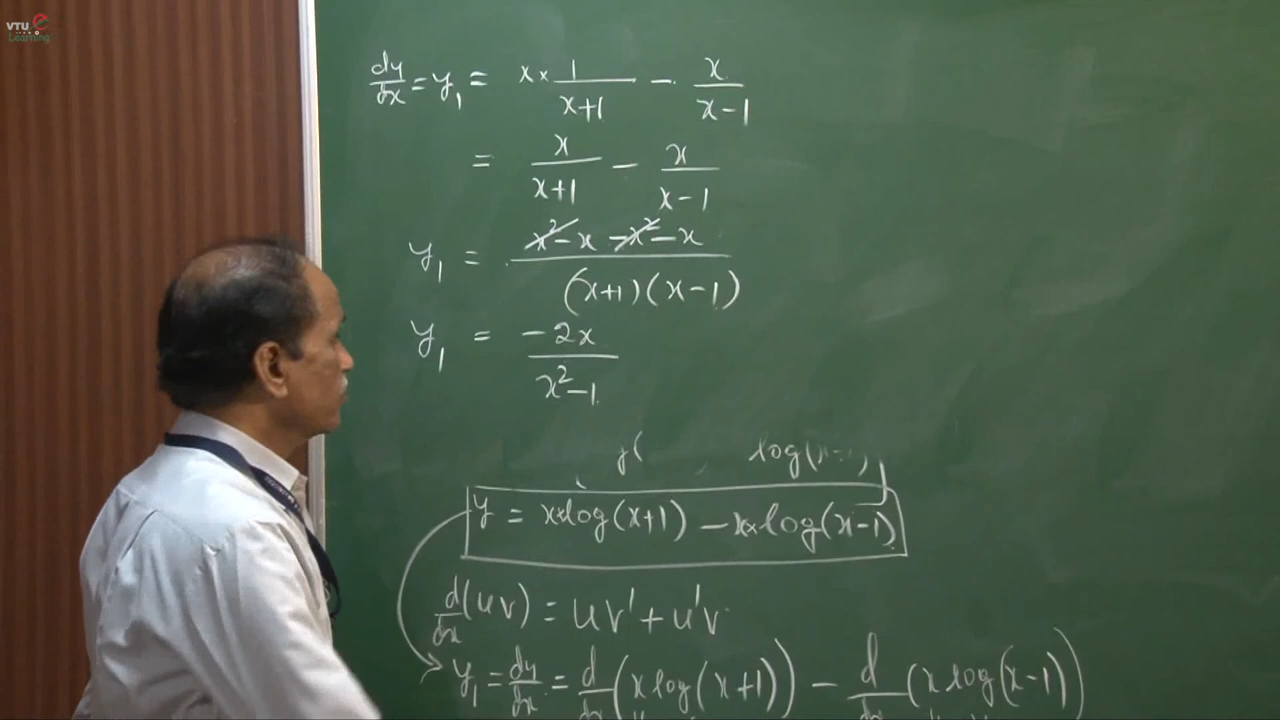 VTU e
Learning
dy/dx = y₁ = x × 1/(x+1) − x/(x−1)
= x/(x+1) − x/(x−1)
y₁ = (x² − x − x² − x)/((x+1)(x−1))
y₁ = −2x/(x²−1)
log(
y = x×log(x+1) − x×log(x−1)
d/dx (uv) = uv' + u'v
y₁ = dy/dx = d/dx (x log(x+1)) − d/dx (x log(x−1))